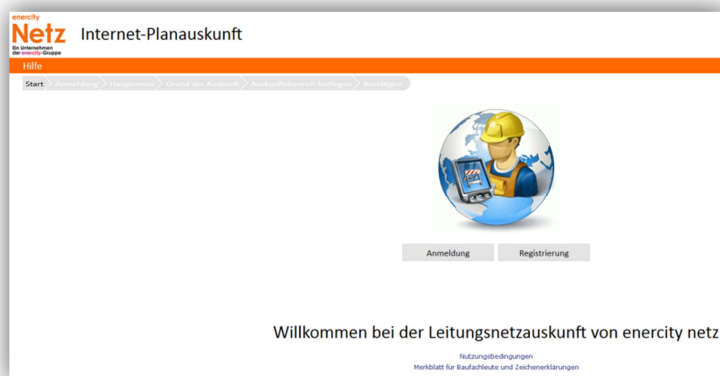 enercity
Netz
Ein Unternehmen
der enercity-Gruppe
Internet-Planauskunft
Hilfe
Start Anmeldung Hauptmenü Grund der Auskunft Auskunftsbereich festlegen Bestätigen
Anmeldung Registrierung
Willkommen bei der Leitungsnetzauskunft von enercity netz
Nutzungsbedingungen
Merkblatt für Baufachleute und Zeichenerklärungen